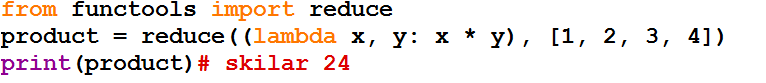 from functools import reduce
product = reduce((lambda x, y: x * y), [1, 2, 3, 4])
print(product)# skilar 24